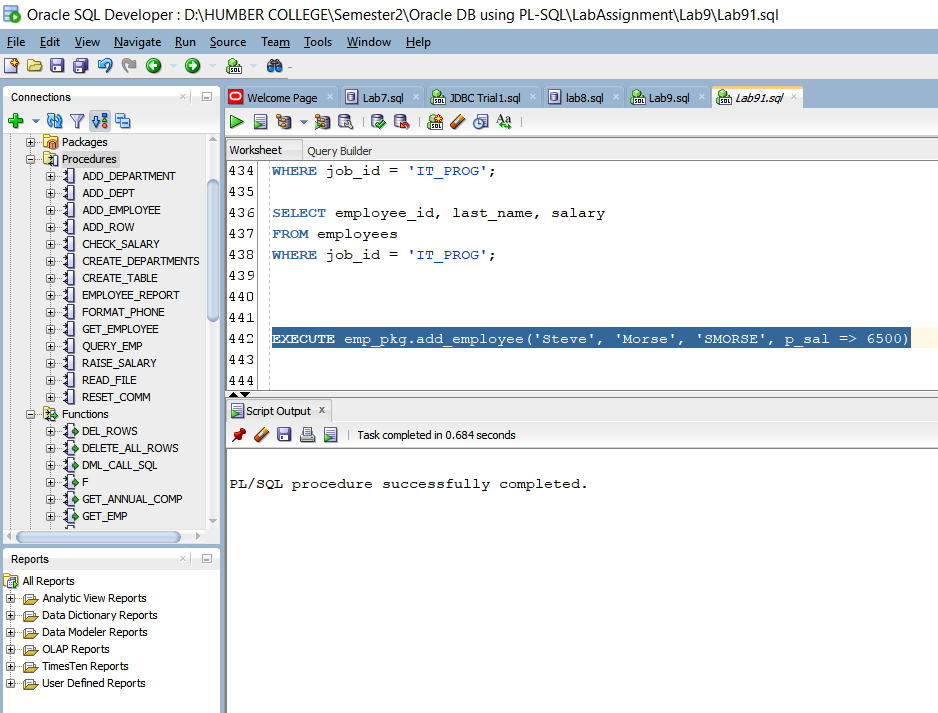 Oracle SQL Developer : D:\HUMBER COLLEGE\Semester2\Oracle DB using PL-SQL\LabAssignment\Lab9\Lab91.sql
File Edit View Navigate Run Source Team Tools Window Help
Connections
Packages
Procedures
ADD_DEPARTMENT
ADD_DEPT
ADD_EMPLOYEE
ADD_ROW
CHECK_SALARY
CREATE_DEPARTMENTS
CREATE_TABLE
EMPLOYEE_REPORT
FORMAT_PHONE
GET_EMPLOYEE
QUERY_EMP
RAISE_SALARY
READ_FILE
RESET_COMM
Functions
DEL_ROWS
DELETE_ALL_ROWS
DML_CALL_SQL
F
GET_ANNUAL_COMP
GET_EMP
Reports
All Reports
Analytic View Reports
Data Dictionary Reports
Data Modeler Reports
OLAP Reports
TimesTen Reports
User Defined Reports
Welcome Page Lab7.sql JDBC Trial1.sql lab8.sql Lab9.sql Lab91.sql
Worksheet Query Builder
434 WHERE job_id = 'IT_PROG';
435
436 SELECT employee_id, last_name, salary
437 FROM employees
438 WHERE job_id = 'IT_PROG';
439
440
441
442 EXECUTE emp_pkg.add_employee('Steve', 'Morse', 'SMORSE', p_sal => 6500)
443
444
Script Output x
Task completed in 0.684 seconds
PL/SQL procedure successfully completed.